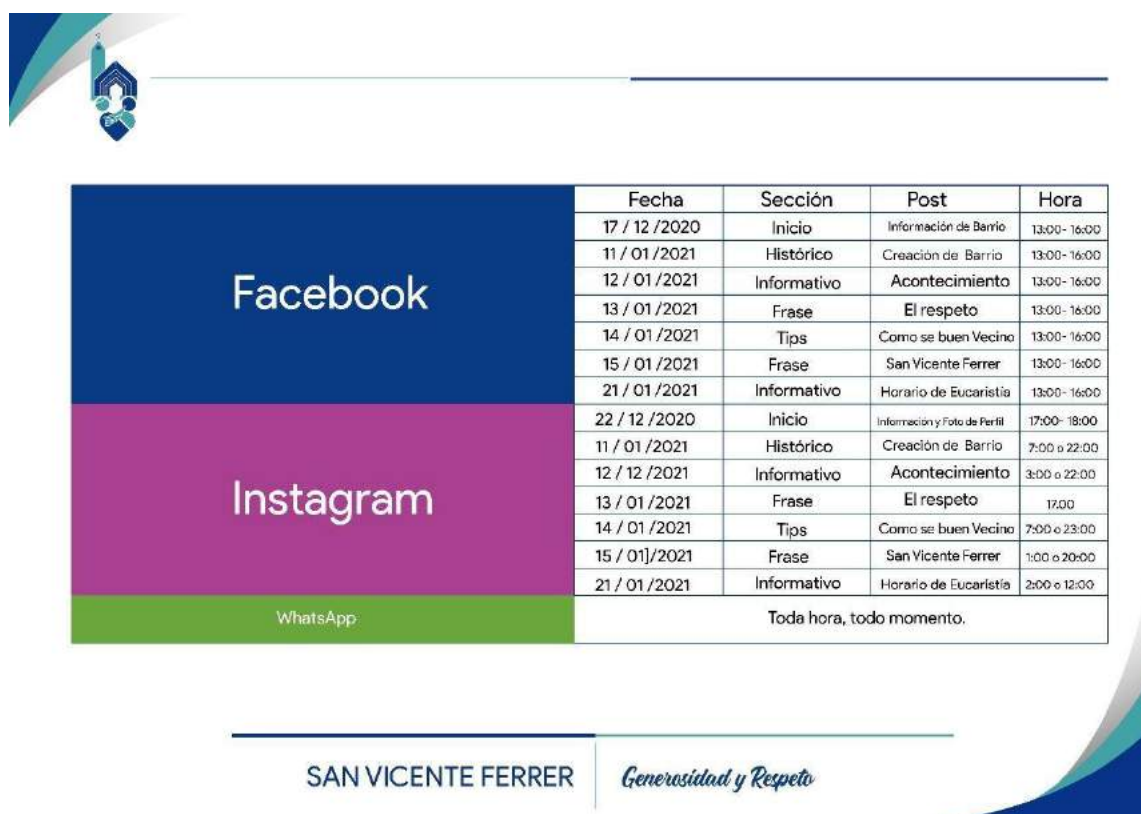 Fecha Sección Post Hora
Facebook
17 / 12 /2020 Inicio Información de Barrio 13:00- 16:00
11 / 01 /2021 Histórico Creación de Barrio 13:00- 16:00
12 / 01 /2021 Informativo Acontecimiento 13:00- 16:00
13 / 01 /2021 Frase El respeto 13:00- 16:00
14 / 01 /2021 Tips Como se buen Vecino 13:00- 16:00
15 / 01 /2021 Frase San Vicente Ferrer 13:00- 16:00
21 / 01 /2021 Informativo Horario de Eucaristía 13:00- 16:00
Instagram
22 / 12 /2020 Inicio Información y Foto de Perfil 17:00- 18:00
11 / 01 /2021 Histórico Creación de Barrio 7:00 o 22:00
12 / 12 /2021 Informativo Acontecimiento 3:00 o 22:00
13 / 01 /2021 Frase El respeto 17.00
14 / 01 /2021 Tips Como se buen Vecino 7:00 o 23:00
15 / 01]/2021 Frase San Vicente Ferrer 1:00 o 20:00
21 / 01 /2021 Informativo Horario de Eucaristía 2:00 o 12:00
WhatsApp Toda hora, todo momento.
SAN VICENTE FERRER Generosidad y Respeto